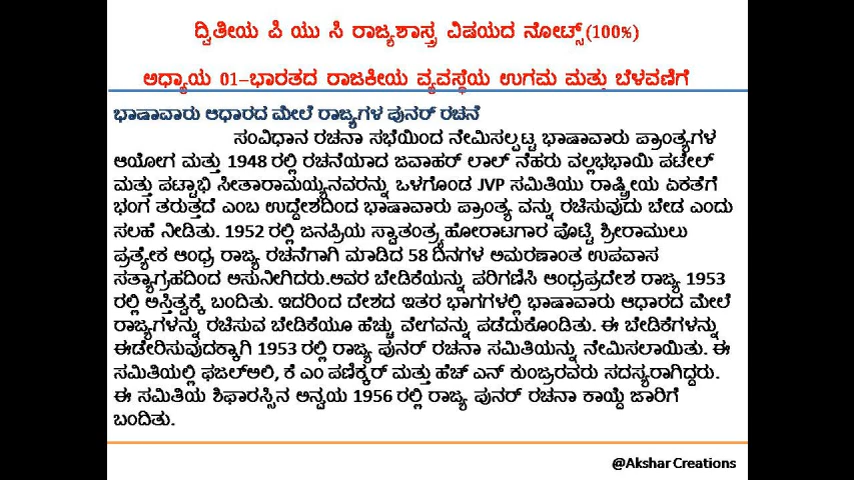 ದ್ವಿತೀಯ ಪಿ ಯು ಸಿ ರಾಜ್ಯಶಾಸ್ತ್ರ ವಿಷಯದ ನೋಟ್ಸ್(100%)
ಅಧ್ಯಾಯ 01-ಭಾರತದ ರಾಜಕೀಯ ವ್ಯವಸ್ಥೆಯ ಉಗಮ ಮತ್ತು ಬೆಳವಣಿಗೆ
ಭಾಷಾವಾರು ಆಧಾರದ ಮೇಲೆ ರಾಜ್ಯಗಳ ಪುನರ್ ರಚನೆ
ಸಂವಿಧಾನ ರಚನಾ ಸಭೆಯಿಂದ ನೇಮಿಸಲ್ಪಟ್ಟ ಭಾಷಾವಾರು ಪ್ರಾಂತ್ಯಗಳ
ಆಯೋಗ ಮತ್ತು 1948 ರಲ್ಲಿ ರಚನೆಯಾದ ಜವಾಹರ್ ಲಾಲ್ ನೆಹರು ವಲ್ಲಭಭಾಯಿ ಪಟೇಲ್
ಮತ್ತು ಪಟ್ಟಾಭಿ ಸೀತಾರಾಮಯ್ಯನವರನ್ನು ಒಳಗೊಂಡ JVP ಸಮಿತಿಯು ರಾಷ್ಟ್ರೀಯ ಏಕತೆಗೆ
ಭಂಗ ತರುತ್ತದೆ ಎಂಬ ಉದ್ದೇಶದಿಂದ ಭಾಷಾವಾರು ಪ್ರಾಂತ್ಯ ವನ್ನು ರಚಿಸುವುದು ಬೇಡ ಎಂದು
ಸಲಹೆ ನೀಡಿತು. 1952 ರಲ್ಲಿ ಜನಪ್ರಿಯ ಸ್ವಾತಂತ್ರ್ಯ ಹೋರಾಟಗಾರ ಪೊಟ್ಟಿ ಶ್ರೀರಾಮುಲು
ಪ್ರತ್ಯೇಕ ಆಂಧ್ರ ರಾಜ್ಯ ರಚನೆಗಾಗಿ ಮಾಡಿದ 58 ದಿನಗಳ ಅಮರಣಾಂತ ಉಪವಾಸ
ಸತ್ಯಾಗ್ರಹದಿಂದ ಅಸುನೀಗಿದರು.ಅವರ ಬೇಡಿಕೆಯನ್ನು ಪರಿಗಣಿಸಿ ಆಂಧ್ರಪ್ರದೇಶ ರಾಜ್ಯ 1953
ರಲ್ಲಿ ಅಸ್ತಿತ್ವಕ್ಕೆ ಬಂದಿತು. ಇದರಿಂದ ದೇಶದ ಇತರ ಭಾಗಗಳಲ್ಲಿ ಭಾಷಾವಾರು ಆಧಾರದ ಮೇಲೆ
ರಾಜ್ಯಗಳನ್ನು ರಚಿಸುವ ಬೇಡಿಕೆಯೂ ಹೆಚ್ಚು ವೇಗವನ್ನು ಪಡೆದುಕೊಂಡಿತು. ಈ ಬೇಡಿಕೆಗಳನ್ನು
ಈಡೇರಿಸುವುದಕ್ಕಾಗಿ 1953 ರಲ್ಲಿ ರಾಜ್ಯ ಪುನರ್ ರಚನಾ ಸಮಿತಿಯನ್ನು ನೇಮಿಸಲಾಯಿತು. ಈ
ಸಮಿತಿಯಲ್ಲಿ ಫಜಲ್ಅಲಿ, ಕೆ ಎಂ ಪಣಿಕ್ಕರ್ ಮತ್ತು ಹೆಚ್ ಎನ್ ಕುಂಜ್ರುರವರು ಸದಸ್ಯರಾಗಿದ್ದರು.
ಈ ಸಮಿತಿಯ ಶಿಫಾರಸ್ಸಿನ ಅನ್ವಯ 1956 ರಲ್ಲಿ ರಾಜ್ಯ ಪುನರ್ ರಚನಾ ಕಾಯ್ದೆ ಜಾರಿಗೆ
ಬಂದಿತು.
@Akshar Creations